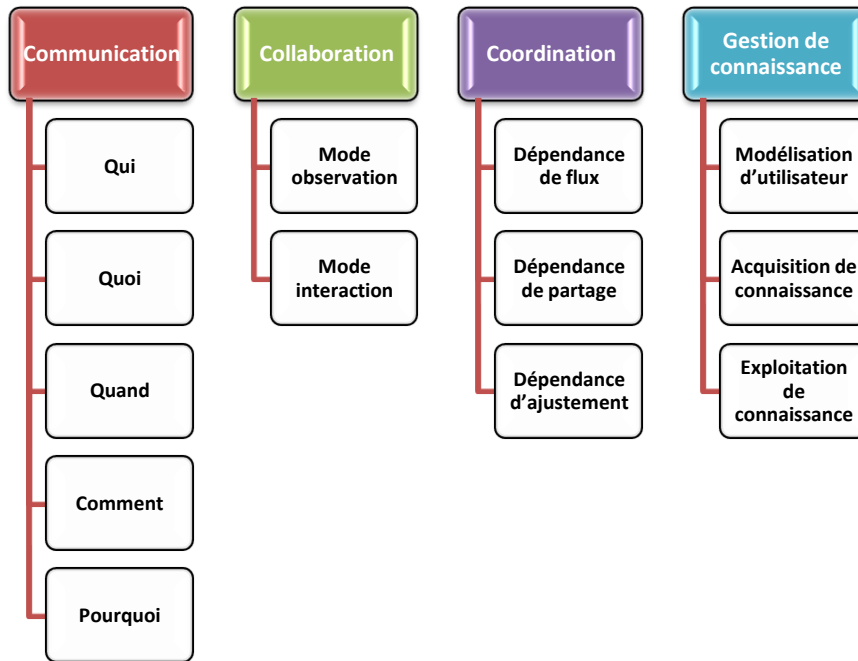 Communication
Qui
Quoi
Quand
Comment
Pourquoi
Collaboration
Mode
observation
Mode
interaction
Coordination
Dépendance
de flux
Dépendance
de partage
Dépendance
d’ajustement
Gestion de
connaissance
Modélisation
d’utilisateur
Acquisition de
connaissance
Exploitation
de
connaissance